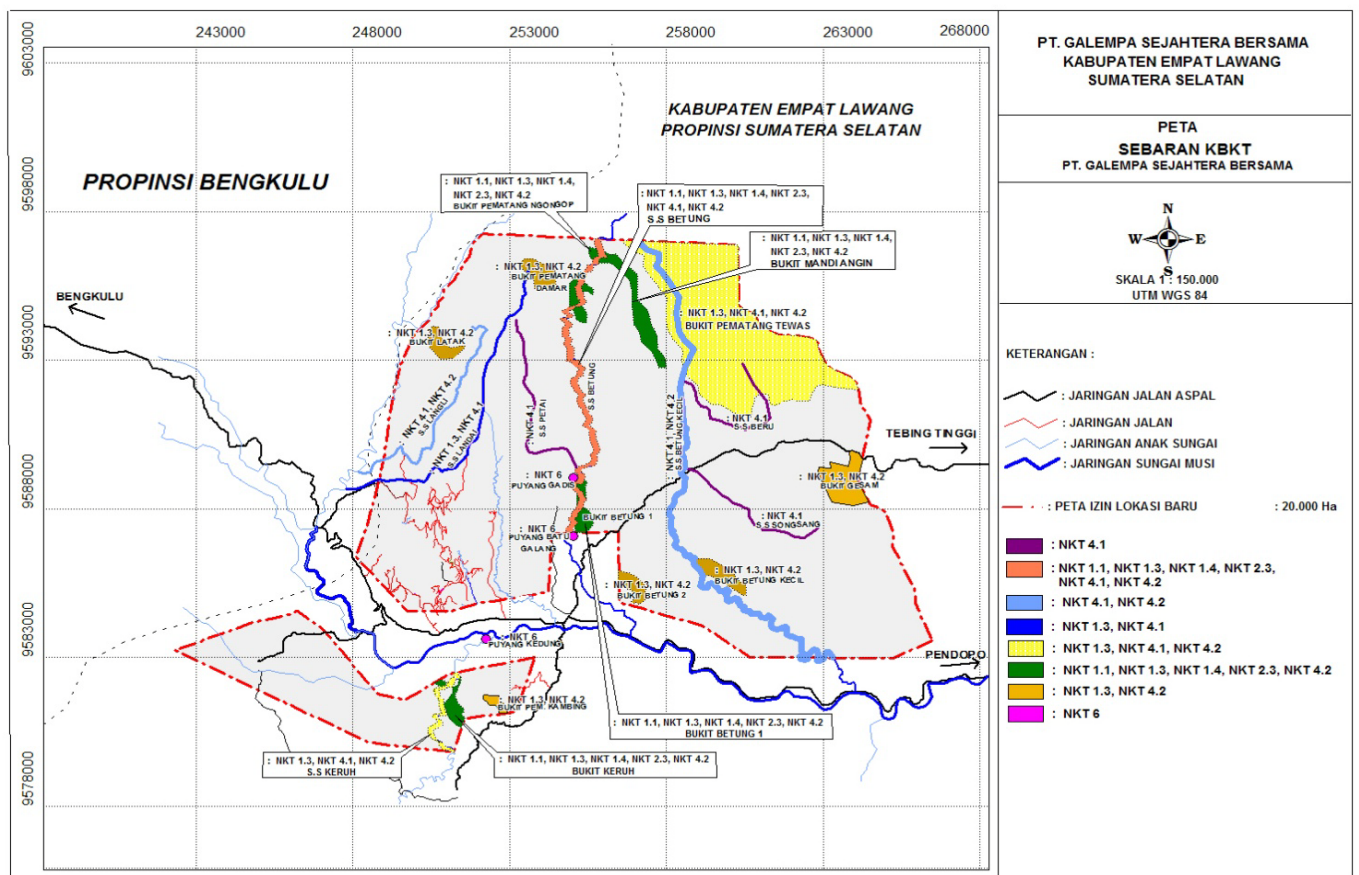 243000
248000
253000
258000
263000
268000
9603000
9598000
9593000
9588000
9583000
9578000
KABUPATEN EMPAT LAWANG
PROPINSI SUMATERA SELATAN
PROPINSI BENGKULU
: NKT 1.1, NKT 1.3, NKT 1.4,
NKT 2.3, NKT 4.2
BUKIT PEMATANG NGONGOP
: NKT 1.1, NKT 1.3, NKT 1.4, NKT 2.3,
NKT 4.1, NKT 4.2
S.S BETUNG
: NKT 1.1, NKT 1.3, NKT 1.4,
NKT 2.3, NKT 4.2
BUKIT MANDI ANGIN
: NKT 1.3, NKT 4.2
BUKIT PEMATANG
DAMAR
BENGKULU
: NKT 1.3, NKT 4.2
BUKIT LATAK
: NKT 1.3, NKT 4.1, NKT 4.2
BUKIT PEMATANG TEWAS
: NKT 4.1, NKT 4.2
S.S LANGLI
: NKT 1.3, NKT 4.1
S.S LANDAI
: NKT 4.1
S.S PETAI
S.S BETUNG
: NKT 4.1, NKT 4.2
S.S BETUNG KECIL
: NKT 4.1
S.S BERU
TEBING TINGGI
: NKT 6
PUYANG GADIS
: NKT 1.3, NKT 4.2
BUKIT GESAM
BUKIT BETUNG 1
: NKT 4.1
S.S SONGSANG
: NKT 6
PUYANG BATU
GALANG
: NKT 1.3, NKT 4.2
BUKIT BETUNG KECIL
: NKT 1.3, NKT 4.2
BUKIT BETUNG 2
: NKT 6
PUYANG KEDUNG
PENDOPO
: NKT 1.3, NKT 4.2
BUKIT PEM. KAMBING
: NKT 1.1, NKT 1.3, NKT 1.4, NKT 2.3, NKT 4.2
BUKIT BETUNG 1
: NKT 1.3, NKT 4.1, NKT 4.2
S.S KERUH
: NKT 1.1, NKT 1.3, NKT 1.4, NKT 2.3, NKT 4.2
BUKIT KERUH
PT. GALEMPA SEJAHTERA BERSAMA
KABUPATEN EMPAT LAWANG
SUMATERA SELATAN
PETA
SEBARAN KBKT
PT. GALEMPA SEJAHTERA BERSAMA
N
W E
S
SKALA 1 : 150.000
UTM WGS 84
KETERANGAN :
: JARINGAN JALAN ASPAL
: JARINGAN JALAN
: JARINGAN ANAK SUNGAI
: JARINGAN SUNGAI MUSI
: PETA IZIN LOKASI BARU : 20.000 Ha
: NKT 4.1
: NKT 1.1, NKT 1.3, NKT 1.4, NKT 2.3,
NKT 4.1, NKT 4.2
: NKT 4.1, NKT 4.2
: NKT 1.3, NKT 4.1
: NKT 1.3, NKT 4.1, NKT 4.2
: NKT 1.1, NKT 1.3, NKT 1.4, NKT 2.3, NKT 4.2
: NKT 1.3, NKT 4.2
: NKT 6